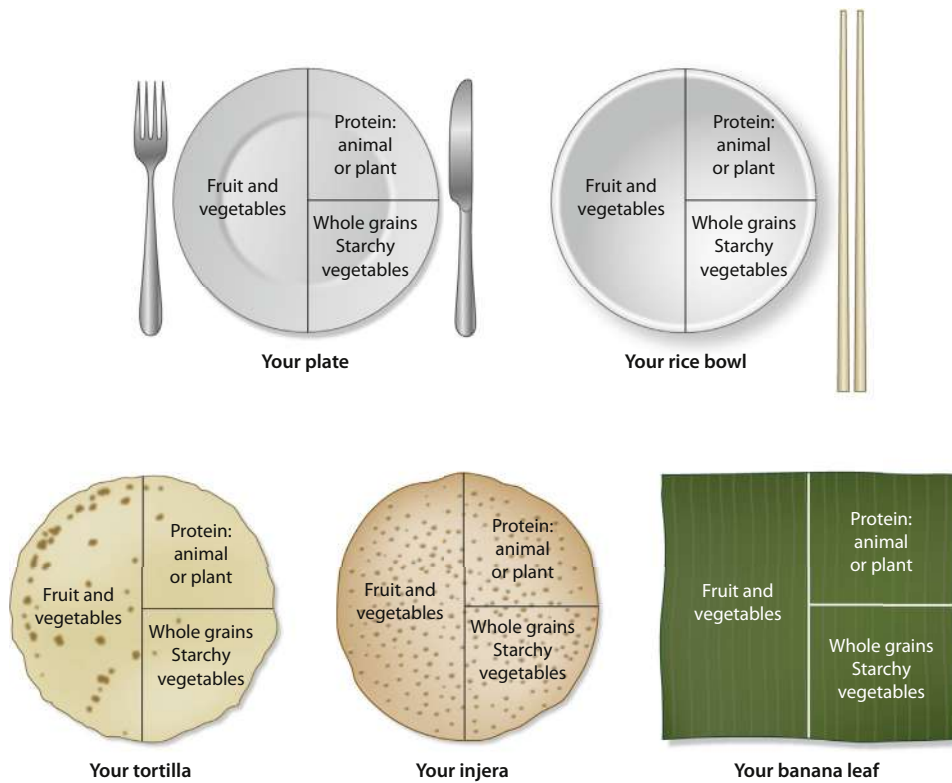 Fruit and
vegetables
Protein:
animal
or plant
Whole grains
Starchy
vegetables
Your plate
Fruit and
vegetables
Protein:
animal
or plant
Whole grains
Starchy
vegetables
Your rice bowl
Fruit and
vegetables
Protein:
animal
or plant
Whole grains
Starchy
vegetables
Your tortilla
Fruit and
vegetables
Protein:
animal
or plant
Whole grains
Starchy
vegetables
Your injera
Fruit and
vegetables
Protein:
animal
or plant
Whole grains
Starchy
vegetables
Your banana leaf